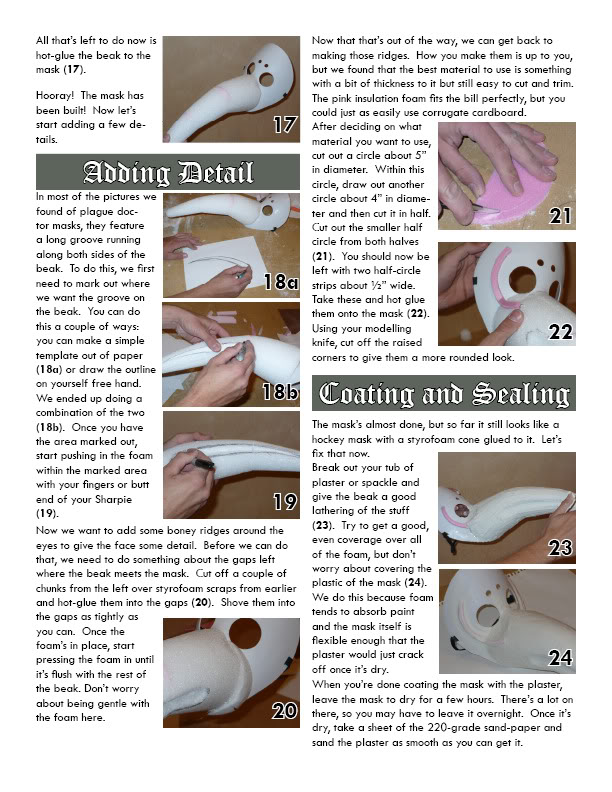 All that's left to do now is
hot-glue the beak to the
mask (17).
Hooray!  The mask has
been built!  Now let's
start adding a few de-
tails.
17
Adding Detail
In most of the pictures we
found of plague doc-
tor masks, they feature
a long groove running
along both sides of the
beak.  To do this, we first
need to mark out where
we want the groove on
the beak.  You can do
this a couple of ways:
you can make a simple
template out of paper
(18a) or draw the outline
on yourself free hand.
We ended up doing a
combination of the two
(18b).  Once you have
the area marked out,
start pushing in the foam
within the marked area
with your fingers or butt
end of your Sharpie
(19).
18a
18b
19
Now we want to add some boney ridges around the
eyes to give the face some detail.  Before we can do
that, we need to do something about the gaps left
where the beak meets the mask.  Cut off a couple of
chunks from the left over styrofoam scraps from earlier
and hot-glue them into the gaps (20).  Shove them into
the gaps as tightly as
you can.  Once the
foam's in place, start
pressing the foam in until
it's flush with the rest of
the beak. Don't worry
about being gentle with
the foam here.
20
Now that that's out of the way, we can get back to
making those ridges.  How you make them is up to you,
but we found that the best material to use is something
with a bit of thickness to it but still easy to cut and trim.
The pink insulation foam fits the bill perfectly, but you
could just as easily use corrugate cardboard.
After deciding on what
material you want to use,
cut out a circle about 5"
in diameter.  Within this
circle, draw out another
circle about 4" in diame-
ter and then cut it in half.
Cut out the smaller half
circle from both halves
(21).  You should now be
left with two half-circle
strips about ½" wide.
Take these and hot glue
them onto the mask (22).
Using your modelling
knife, cut off the raised
corners to give them a more rounded look.
21
22
Coating and Sealing
The mask's almost done, but so far it still looks like a
hockey mask with a styrofoam cone glued to it.  Let's
fix that now.
Break out your tub of
plaster or spackle and
give the beak a good
lathering of the stuff
(23).  Try to get a good,
even coverage over all
of the foam, but don't
worry about covering the
plastic of the mask (24).
We do this because foam
tends to absorb paint
and the mask itself is
flexible enough that the
plaster would just crack
off once it's dry.
23
24
When you're done coating the mask with the plaster,
leave the mask to dry for a few hours.  There's a lot on
there, so you may have to leave it overnight.  Once it's
dry, take a sheet of the 220-grade sand-paper and
sand the plaster as smooth as you can get it.